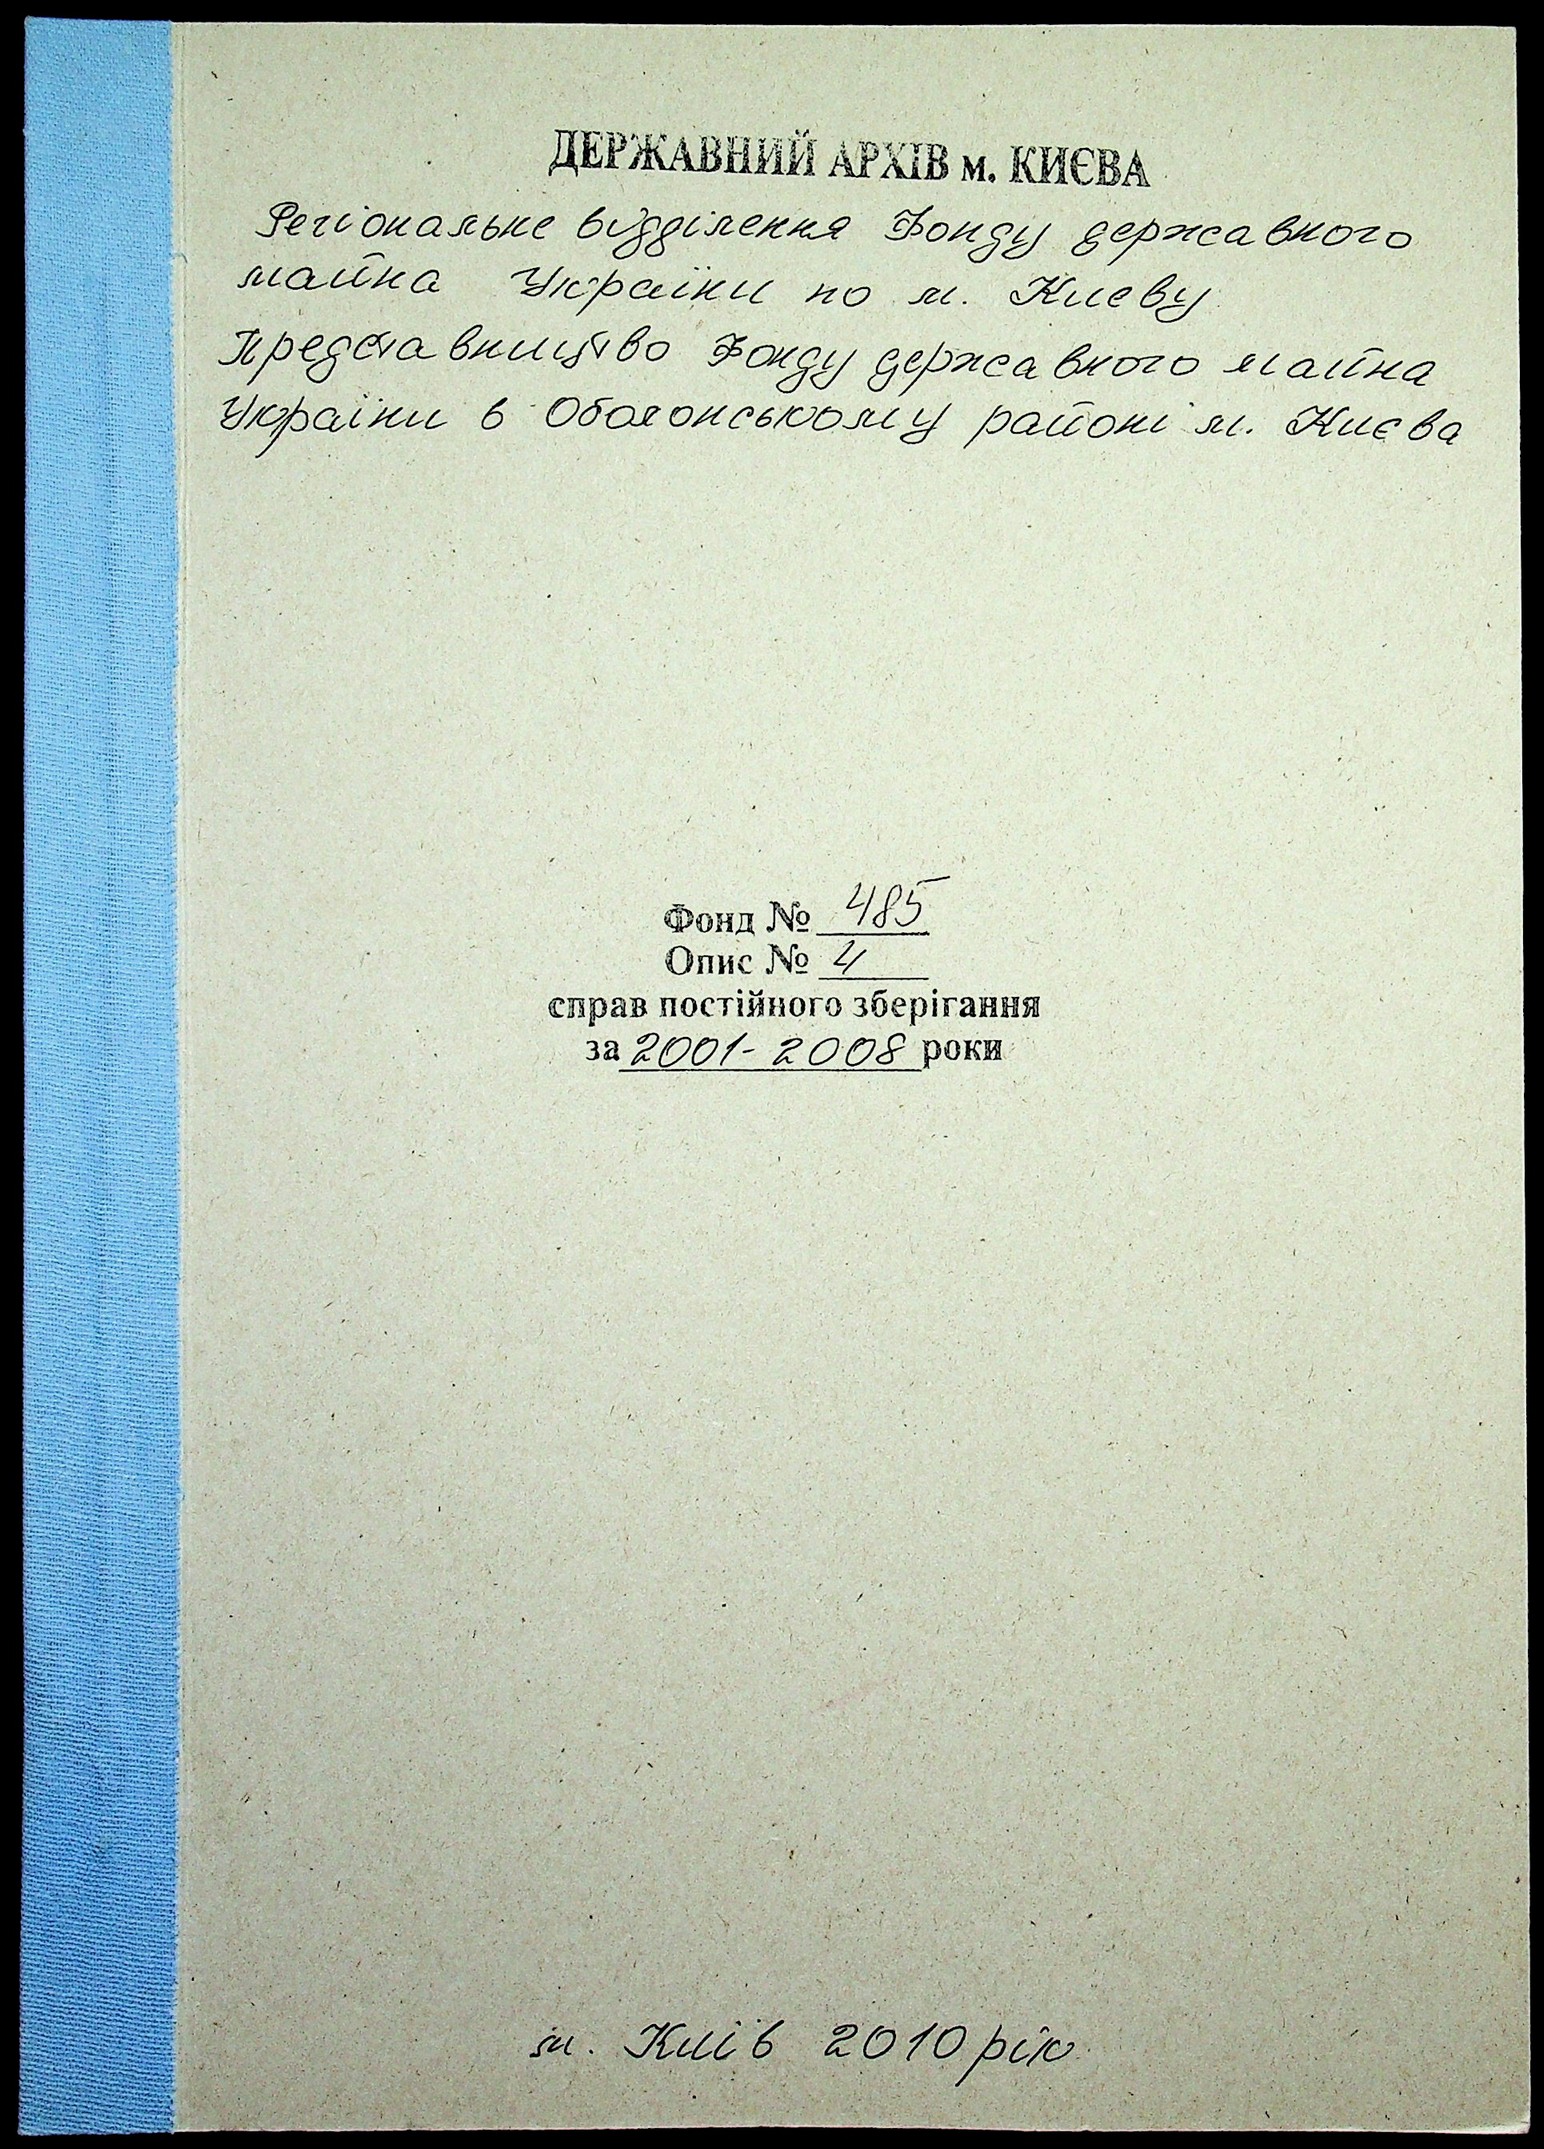 ДЕРЖАВНИЙ АРХІВ м. КИЄВА
Регіональне відділення Фонду державного
майна України по м. Києву
Представництво Фонду державного майна
України в Оболонському районі м. Києва
Фонд № 485
Опис № 4
справ постійного зберігання
за 2001-2008 роки
м. Київ 2010 рік